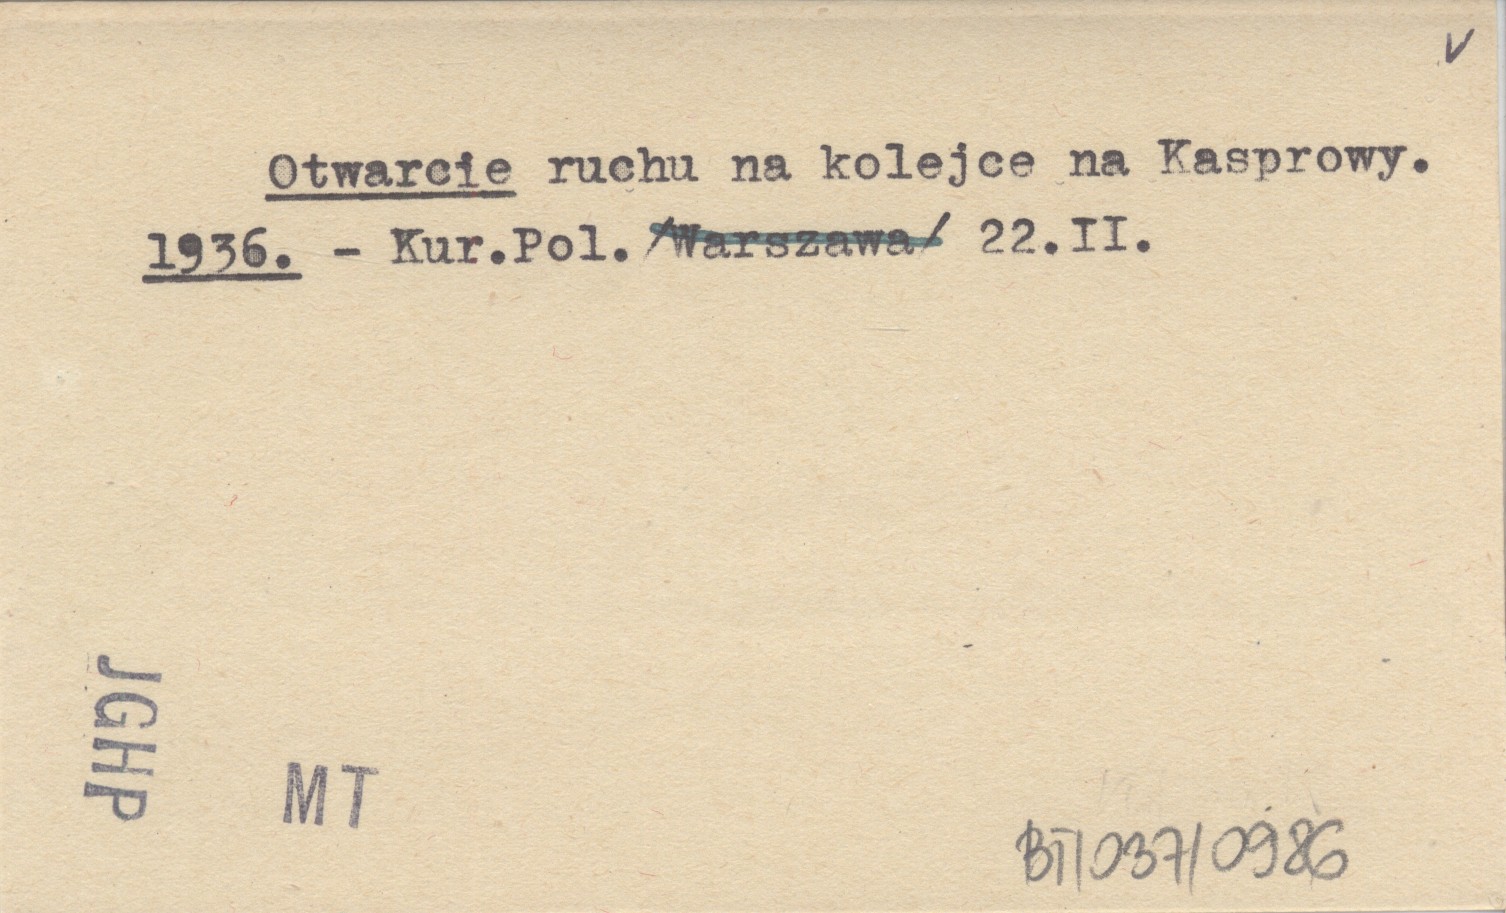 V
Otwarcie ruchu na kolejce na Kasprowy.
1936. - Kur.Pol. /Warszawa/ 22.II.
JGHP
MT
BT/037/0986